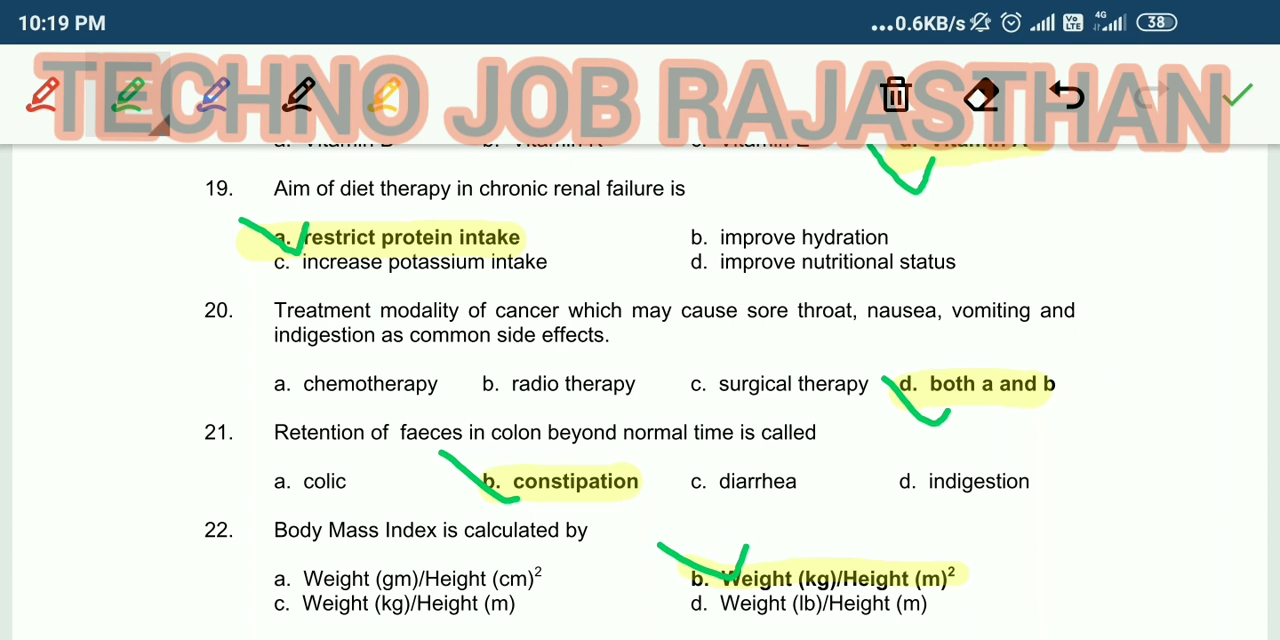 10:19 PM ...0.6KB/s Vo LTE 4G 38
TECHNO JOB RAJASTHAN
19. Aim of diet therapy in chronic renal failure is
a. restrict protein intake b. improve hydration
c. increase potassium intake d. improve nutritional status
20. Treatment modality of cancer which may cause sore throat, nausea, vomiting and
indigestion as common side effects.
a. chemotherapy b. radio therapy c. surgical therapy d. both a and b
21. Retention of faeces in colon beyond normal time is called
a. colic b. constipation c. diarrhea d. indigestion
22. Body Mass Index is calculated by
a. Weight (gm)/Height (cm)² b. Weight (kg)/Height (m)²
c. Weight (kg)/Height (m) d. Weight (lb)/Height (m)